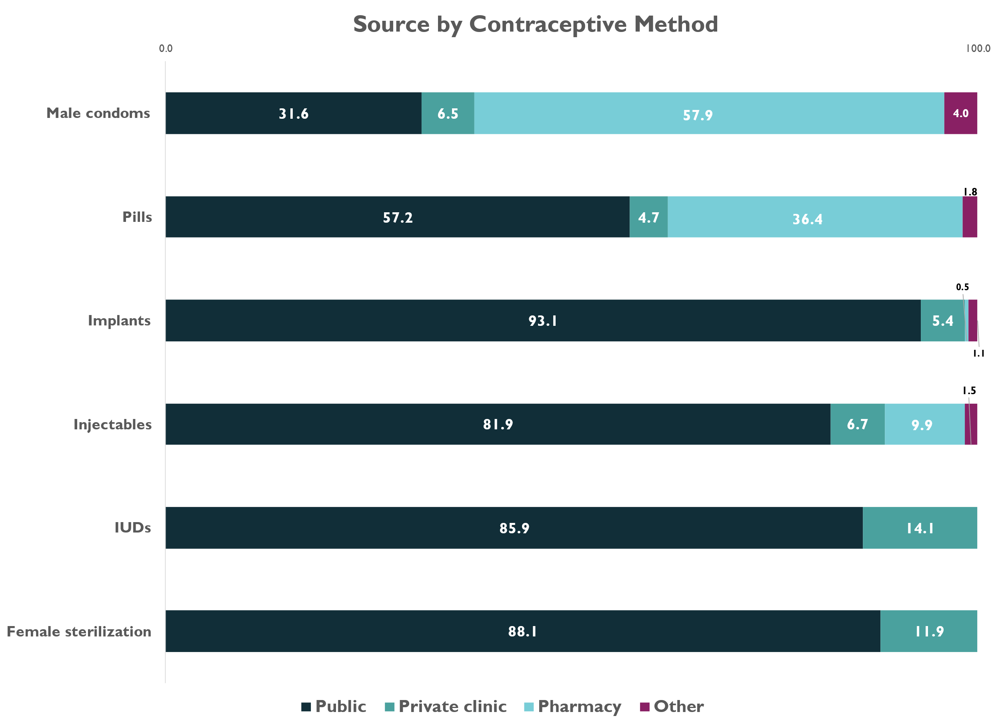 Source by Contraceptive Method
0.0 100.0
Male condoms 31.6 6.5 57.9 4.0
1.8
Pills 57.2 4.7 36.4
0.5
Implants 93.1 5.4
1.1
1.5
Injectables 81.9 6.7 9.9
IUDs 85.9 14.1
Female sterilization 88.1 11.9
Public Private clinic Pharmacy Other